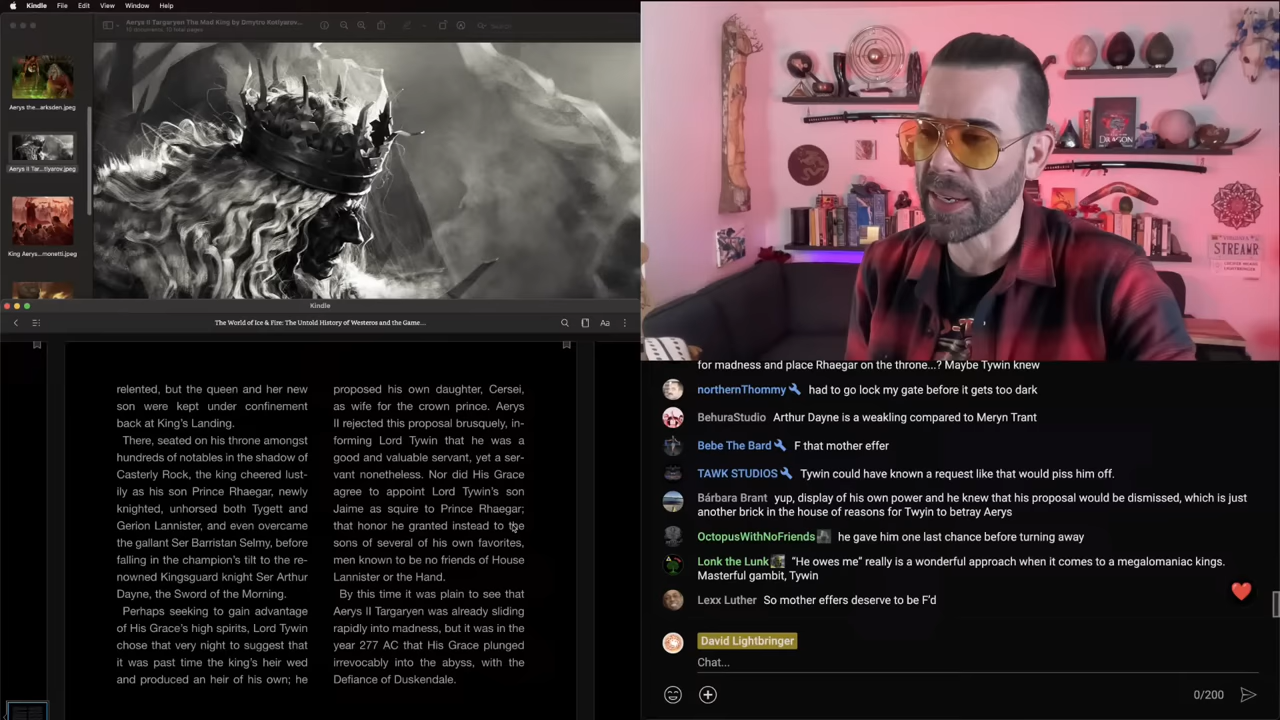 Kindle File Edit View Window Help
Aerys II Targaryen The Mad King by Dmytro Kotlyarov...
Search
Aerys the...arksden.jpeg
Aerys II Tar...tlyarov.jpeg
King Aerys...monetti.jpeg
Kindle
The World of Ice & Fire: The Untold History of Westeros and the Game...
Aa
relented, but the queen and her new
son were kept under confinement
back at King's Landing.
There, seated on his throne amongst
hundreds of notables in the shadow of
Casterly Rock, the king cheered lust-
ily as his son Prince Rhaegar, newly
knighted, unhorsed both Tygett and
Gerion Lannister, and even overcame
the gallant Ser Barristan Selmy, before
falling in the champion's tilt to the re-
nowned Kingsguard knight Ser Arthur
Dayne, the Sword of the Morning.
Perhaps seeking to gain advantage
of His Grace's high spirits, Lord Tywin
chose that very night to suggest that
it was past time the king's heir wed
and produced an heir of his own; he
proposed his own daughter, Cersei,
as wife for the crown prince. Aerys
II rejected this proposal brusquely, in-
forming Lord Tywin that he was a
good and valuable servant, yet a ser-
vant nonetheless. Nor did His Grace
agree to appoint Lord Tywin's son
Jaime as squire to Prince Rhaegar;
that honor he granted instead to the
sons of several of his own favorites,
men known to be no friends of House
Lannister or the Hand.
By this time it was plain to see that
Aerys II Targaryen was already sliding
rapidly into madness, but it was in the
year 277 AC that His Grace plunged
irrevocably into the abyss, with the
Defiance of Duskendale.
DRAGON
STREAMR
for madness and place Rhaegar on the throne...? Maybe Tywin knew
northernThommy had to go lock my gate before it gets too dark
BehuraStudio Arthur Dayne is a weakling compared to Meryn Trant
Bebe The Bard F that mother effer
TAWK STUDIOS Tywin could have known a request like that would piss him off.
Bárbara Brant yup, display of his own power and he knew that his proposal would be dismissed, which is just
another brick in the house of reasons for Twyin to betray Aerys
OctopusWithNoFriends he gave him one last chance before turning away
Lonk the Lunk "He owes me" really is a wonderful approach when it comes to a megalomaniac kings.
Masterful gambit, Tywin
Lexx Luther So mother effers deserve to be F'd
David Lightbringer
Chat...
0/200